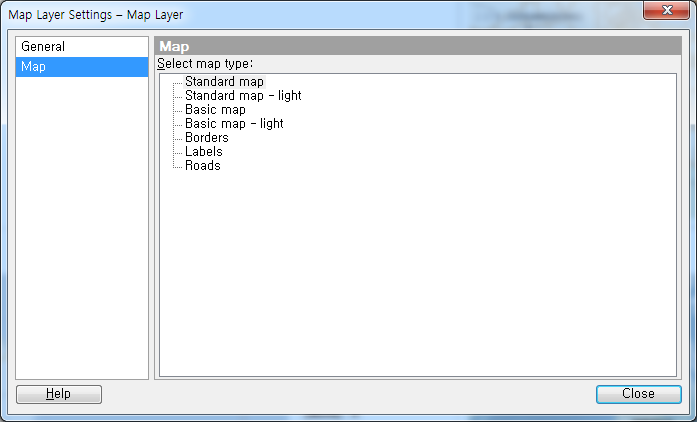 Map Layer Settings – Map Layer
General
Map
Map
Select map type:
Standard map
Standard map – light
Basic map
Basic map – light
Borders
Labels
Roads
Help
Close